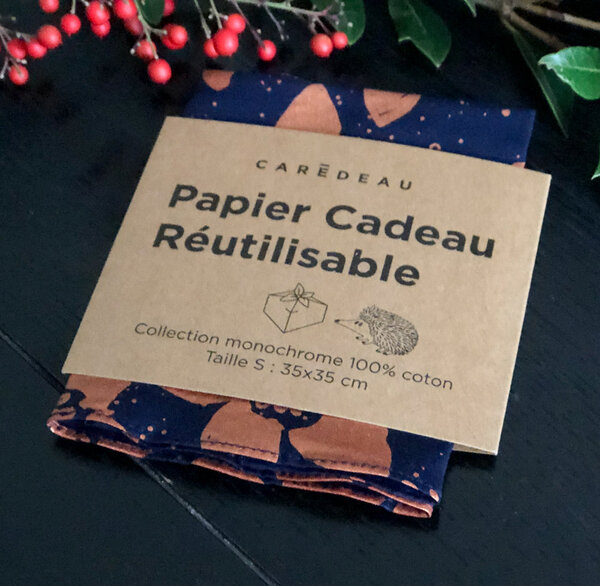 CARĒDEAU
Papier Cadeau
Réutilisable
Collection monochrome 100% coton
Taille S : 35x35 cm